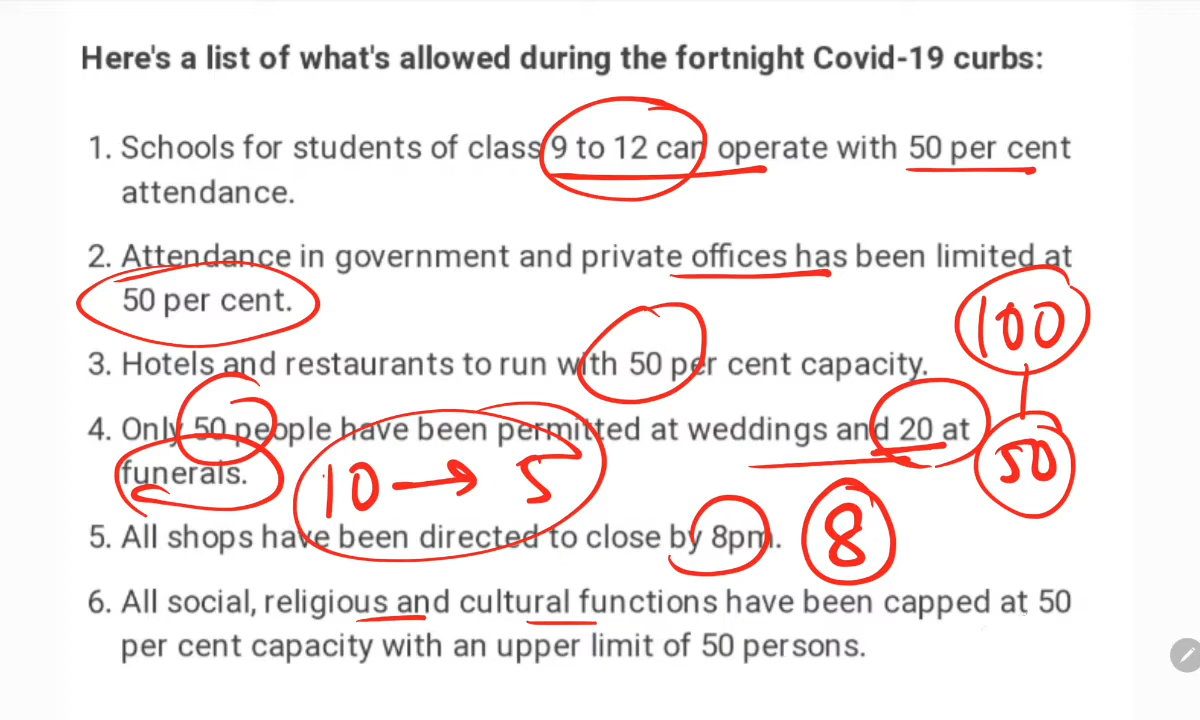 Here's a list of what's allowed during the fortnight Covid-19 curbs:
1. Schools for students of class 9 to 12 can operate with 50 per cent
attendance.
2. Attendance in government and private offices has been limited at
50 per cent.
100
3. Hotels and restaurants to run with 50 per cent capacity.
4. Only 50 people have been permitted at weddings and 20 at
funerals.
10 → 5
50
5. All shops have been directed to close by 8pm.
8
6. All social, religious and cultural functions have been capped at 50
per cent capacity with an upper limit of 50 persons.